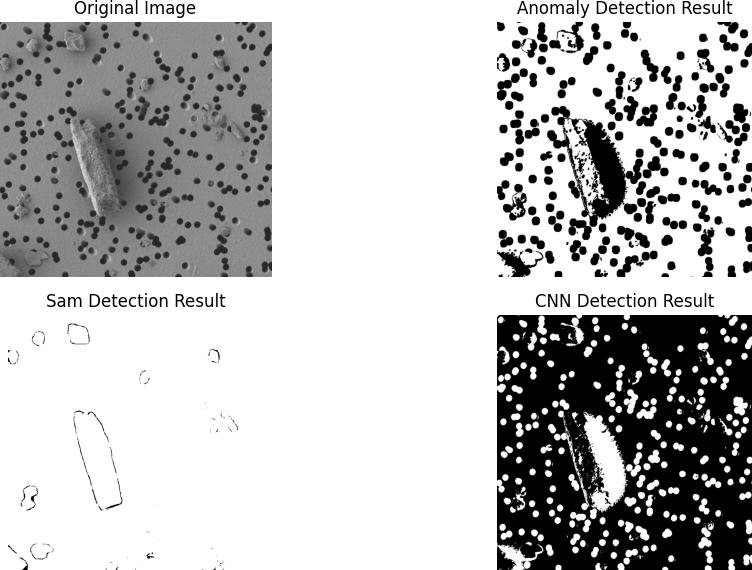 Original Image
Anomaly Detection Result
Sam Detection Result
CNN Detection Result